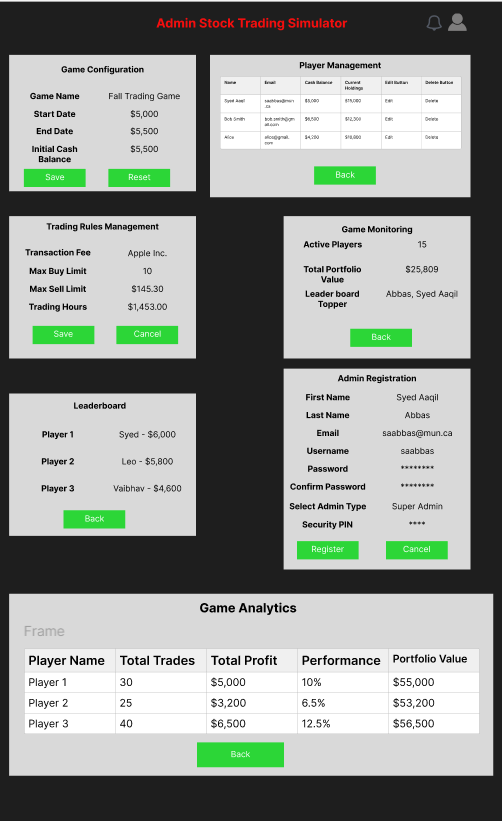 Admin Stock Trading Simulator
Game Configuration
Game Name Fall Trading Game
Start Date $5,000
End Date $5,500
Initial Cash $5,500
Balance
Save Reset
Player Management
Name Email Cash Balance Current Edit Button Delete Button
Holdings
Syed Aaqil saabbas@mun $5,000 $15,000 Edit Delete
.ca
Bob Smith bob.smith@gm $6,500 $12,300 Edit Delete
ail.com
Alice alice@gmail. $4,200 $10,800 Edit Delete
com
Back
Trading Rules Management
Transaction Fee Apple Inc.
Max Buy Limit 10
Max Sell Limit $145.30
Trading Hours $1,453.00
Save Cancel
Game Monitoring
Active Players 15
Total Portfolio $25,809
Value
Leader board Abbas, Syed Aaqil
Topper
Back
Leaderboard
Player 1 Syed - $6,000
Player 2 Leo - $5,800
Player 3 Vaibhav - $4,600
Back
Admin Registration
First Name Syed Aaqil
Last Name Abbas
Email saabbas@mun.ca
Username saabbas
Password ********
Confirm Password ********
Select Admin Type Super Admin
Security PIN ****
Register Cancel
Game Analytics
Frame
Player Name Total Trades Total Profit Performance Portfolio Value
Player 1 30 $5,000 10% $55,000
Player 2 25 $3,200 6.5% $53,200
Player 3 40 $6,500 12.5% $56,500
Back